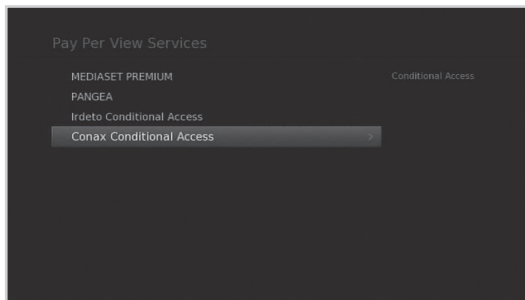 Pay Per View Services
MEDIASET PREMIUM
Conditional Access
PANGEA
Irdeto Conditional Access
Conax Conditional Access